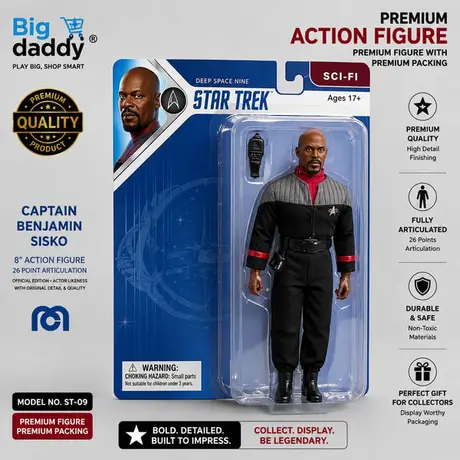 Big
daddy®
PLAY BIG, SHOP SMART
PREMIUM
QUALITY
PRODUCT
CAPTAIN
BENJAMIN
SISKO
8" ACTION FIGURE
26 POINT ARTICULATION
OFFICIAL EDITION • ACTOR LIKENESS
WITH ORIGINAL DETAIL & QUALITY
MODEL NO. ST-09
PREMIUM FIGURE
PREMIUM PACKING
DEEP SPACE NINE
STAR TREK
SCI-FI
Ages 17+
WARNING:
CHOKING HAZARD: Small parts
Not suitable for children under 3 years.
BOLD. DETAILED.
BUILT TO IMPRESS.
COLLECT. DISPLAY.
BE LEGENDARY.
PREMIUM
ACTION FIGURE
PREMIUM FIGURE WITH
PREMIUM PACKING
PREMIUM
QUALITY
High Detail
Finishing
FULLY
ARTICULATED
26 Points
Articulation
DURABLE
& SAFE
Non-Toxic
Materials
PERFECT GIFT
FOR COLLECTORS
Display Worthy
Packaging